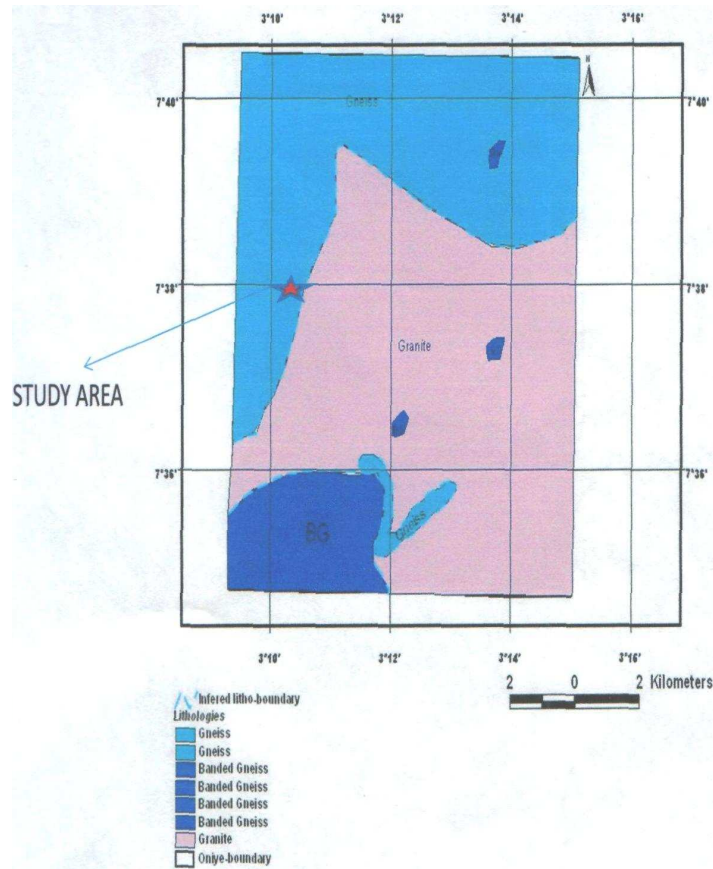 3°10' 3°12' 3°14' 3°16'
N
7°40' Gneiss 7°40'
7°38' 7°38'
Granite
STUDY AREA
7°36' 7°36'
Gneiss
BG
3°10' 3°12' 3°14' 3°16'
2 0 2 Kilometers
Infered litho-boundary
Lithologies
Gneiss
Gneiss
Banded Gneiss
Banded Gneiss
Banded Gneiss
Banded Gneiss
Granite
Oniye-boundary